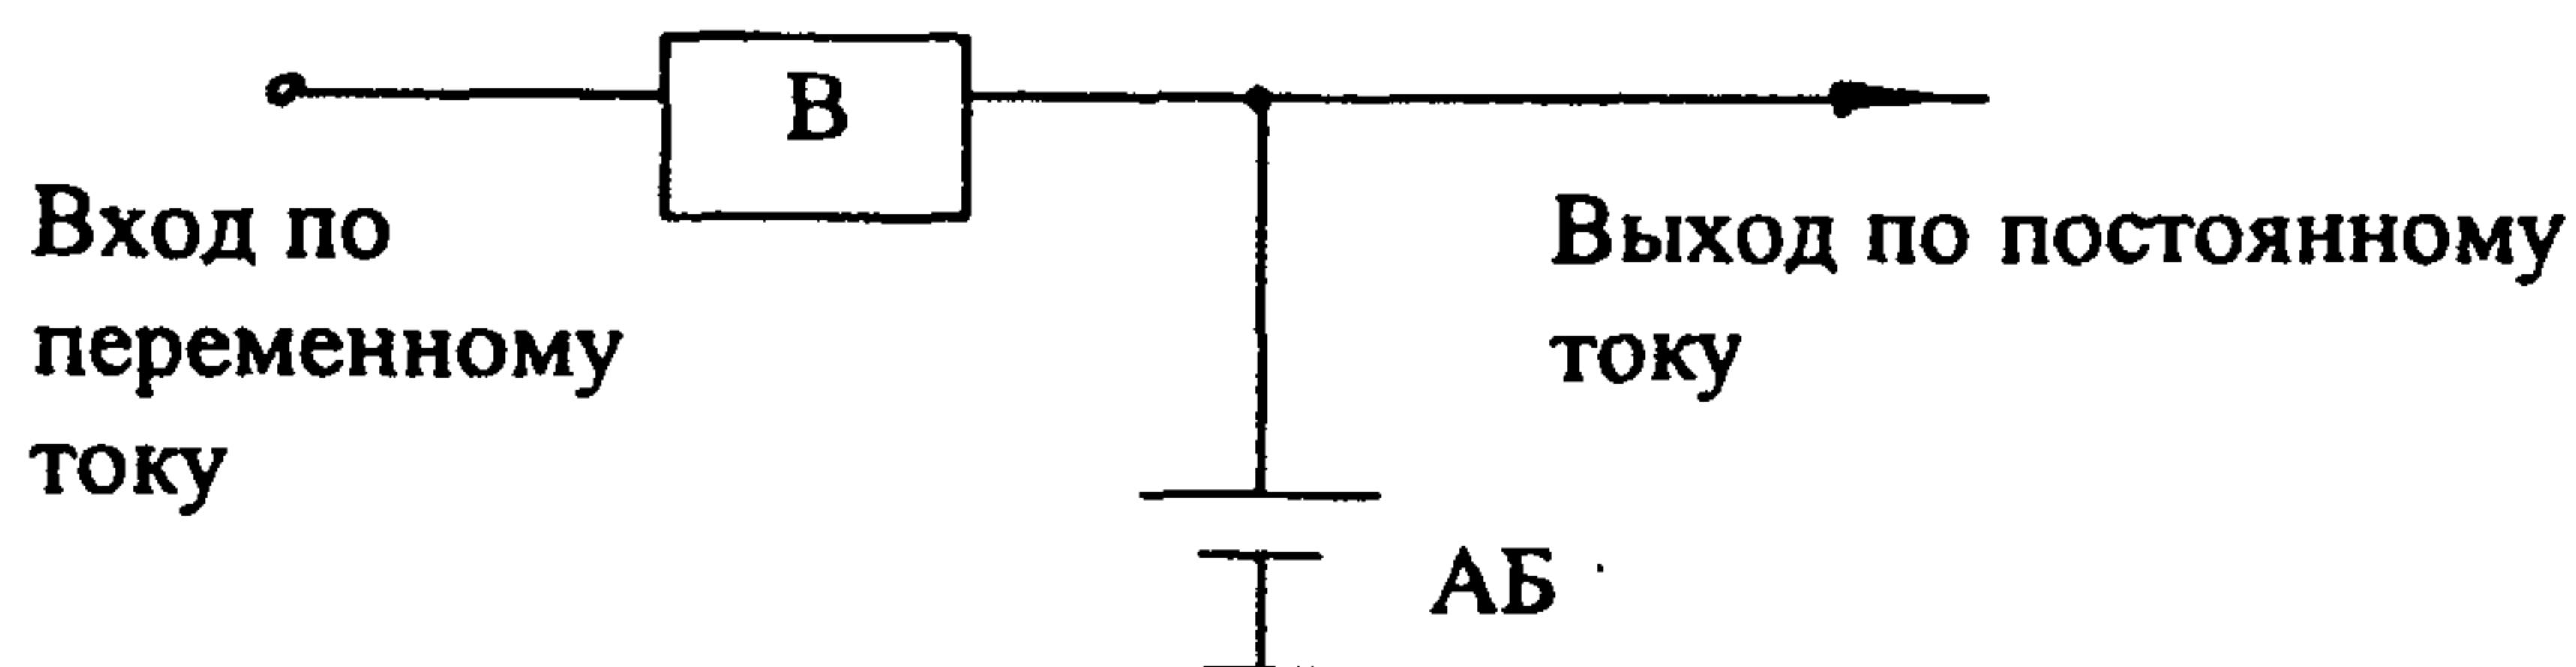 В
Вход по
переменному
току
Выход по постоянному
току
АБ